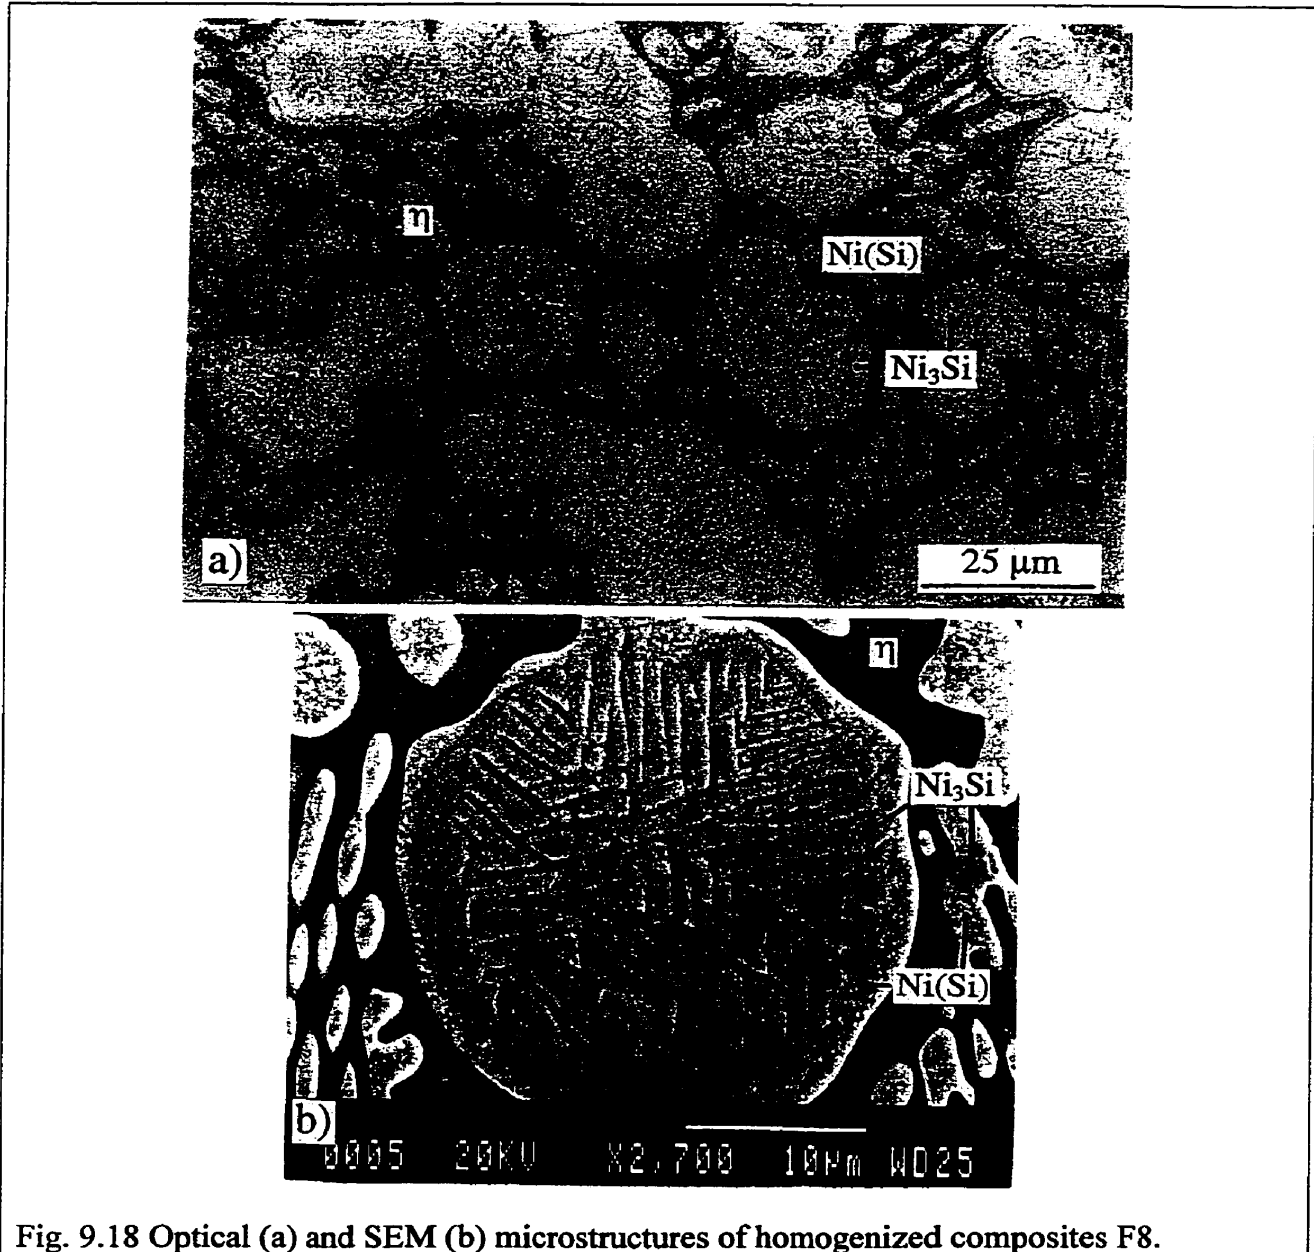 η
Ni(Si)
Ni₃Si
a)
25 μm
η
Ni₃Si
Ni(Si)
b)
0005 20KV X2,700 10μm WD25
Fig. 9.18 Optical (a) and SEM (b) microstructures of homogenized composites F8.